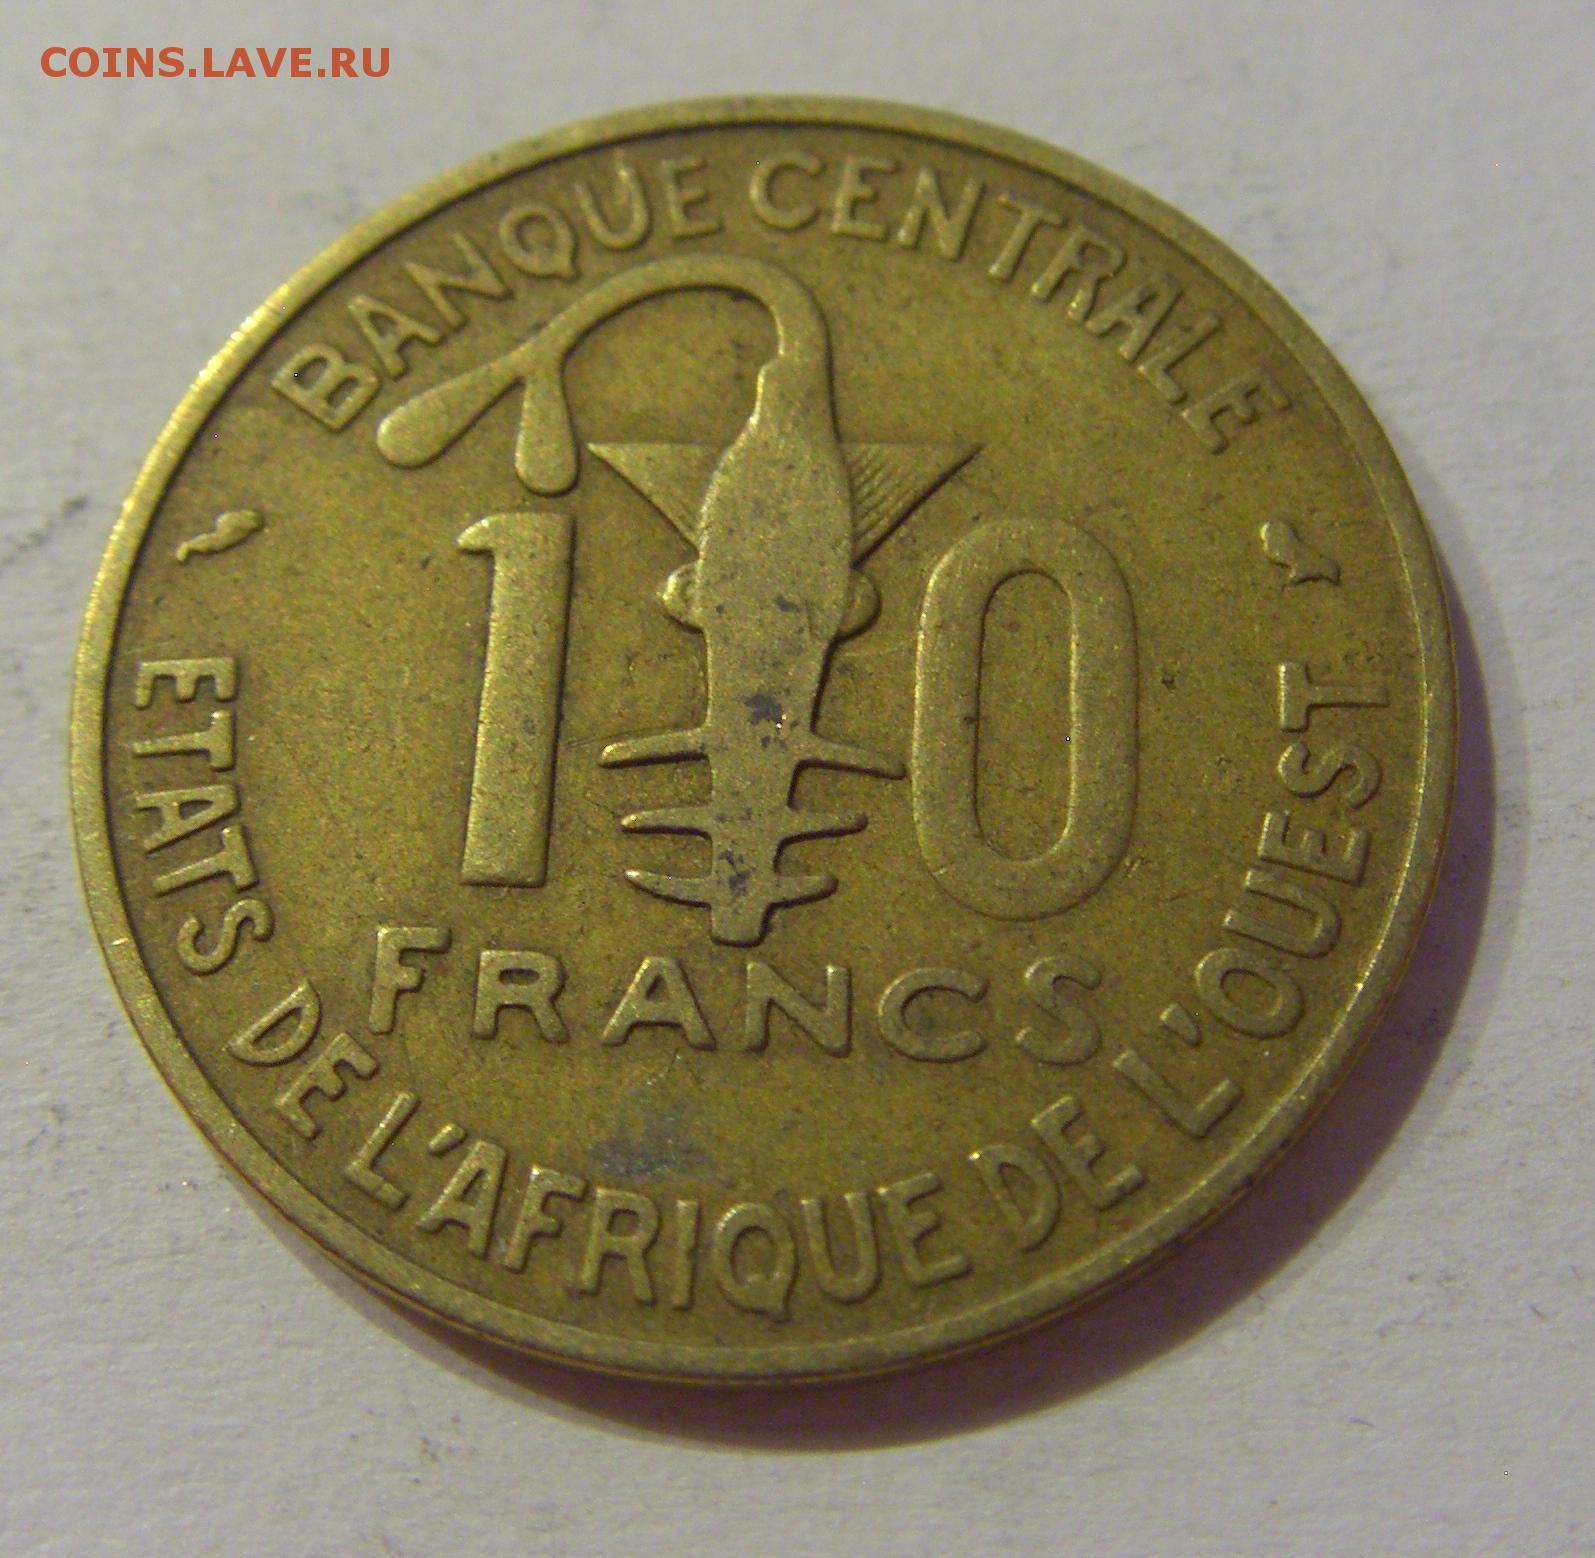 COINS.LAVE.RU
BANQUE CENTRALE
10
FRANCS
ETATS DE L'AFRIQUE DE L'OUEST